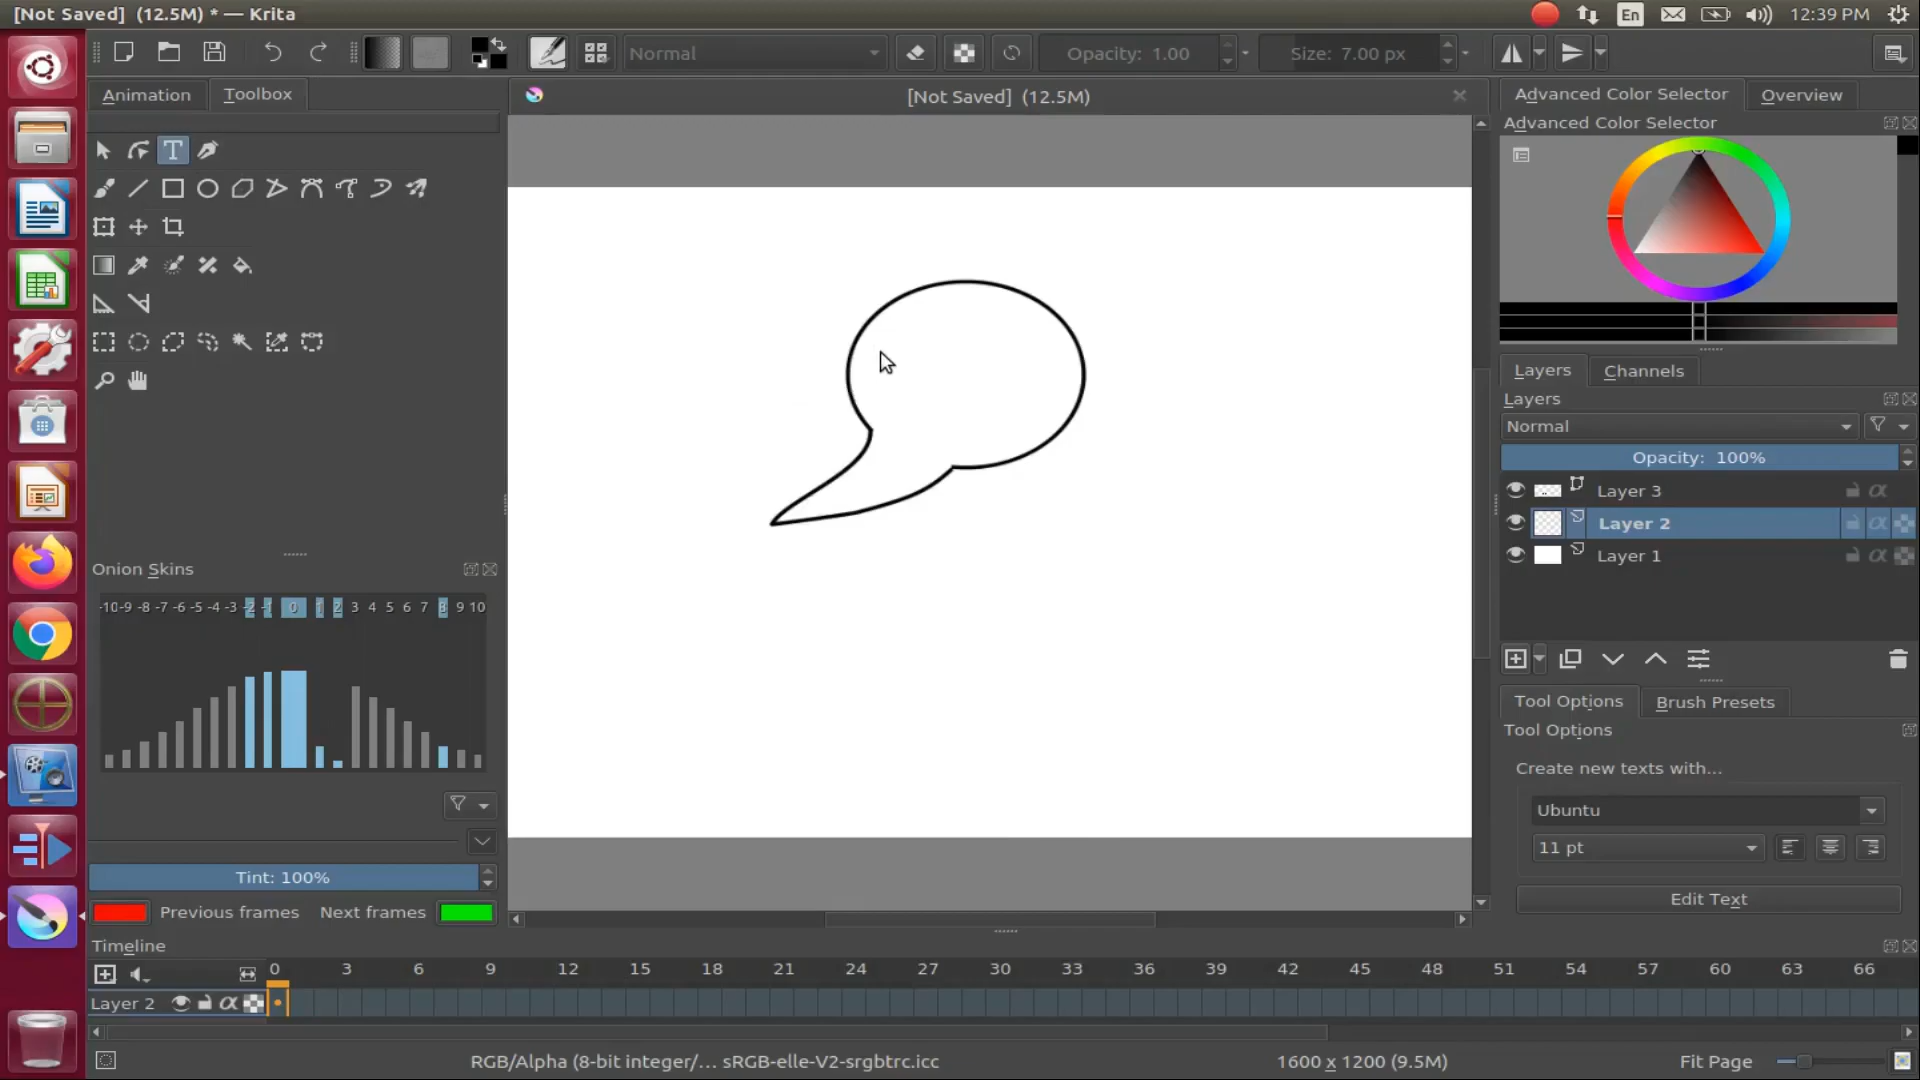 [Not Saved]  (12.5M) * — Krita
En
12:39 PM
Normal
Opacity: 1.00
Size: 7.00 px
Animation
Toolbox
[Not Saved]  (12.5M)
Advanced Color Selector
Overview
Advanced Color Selector
Layers
Channels
Layers
Normal
Opacity:  100%
Layer 3
Layer 2
Layer 1
Onion Skins
-10 -9 -8 -7 -6 -5 -4 -3 -2 -1 0 1 2 3 4 5 6 7 8 9 10
Tint: 100%
Previous frames
Next frames
Tool Options
Brush Presets
Tool Options
Create new texts with...
Ubuntu
11 pt
Edit Text
Timeline
0 3 6 9 12 15 18 21 24 27 30 33 36 39 42 45 48 51 54 57 60 63 66
Layer 2
RGB/Alpha (8-bit integer/... sRGB-elle-V2-srgbtrc.icc
1600 x 1200 (9.5M)
Fit Page